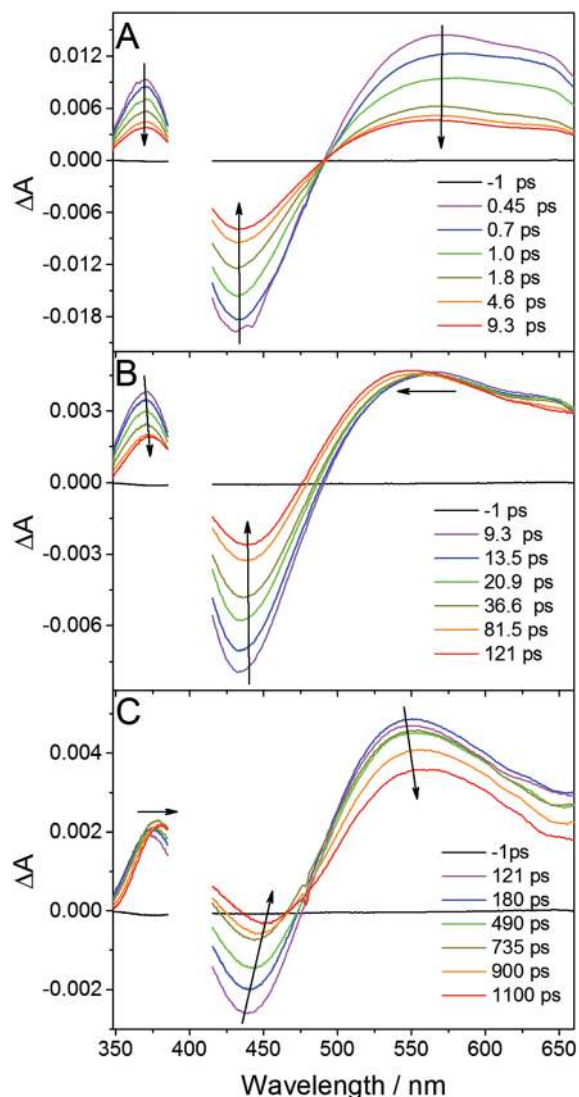 A
0.012
0.006
0.000
-0.006
-0.012
-0.018
ΔA
-1 ps
0.45 ps
0.7 ps
1.0 ps
1.8 ps
4.6 ps
9.3 ps
B
0.003
0.000
-0.003
-0.006
ΔA
-1 ps
9.3 ps
13.5 ps
20.9 ps
36.6 ps
81.5 ps
121 ps
C
0.004
0.002
0.000
-0.002
ΔA
-1ps
121 ps
180 ps
490 ps
735 ps
900 ps
1100 ps
350 400 450 500 550 600 650
Wavelength / nm